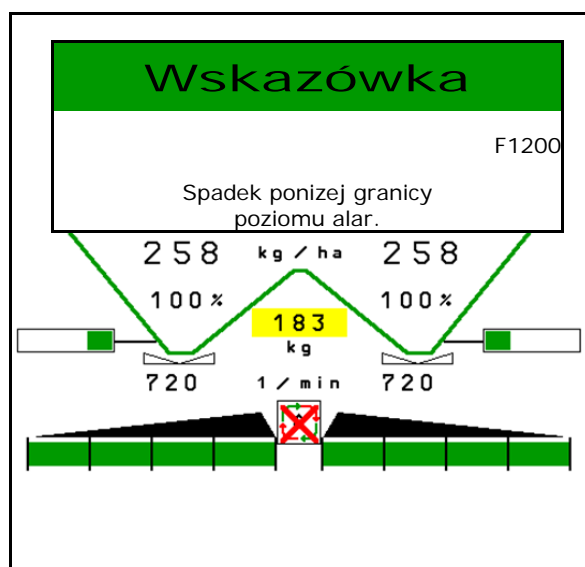 Wskazówka
F1200
Spadek ponizej granicy
poziomu alar.
258 kg/ha 258
100% 100%
183
kg
720 1/min 720